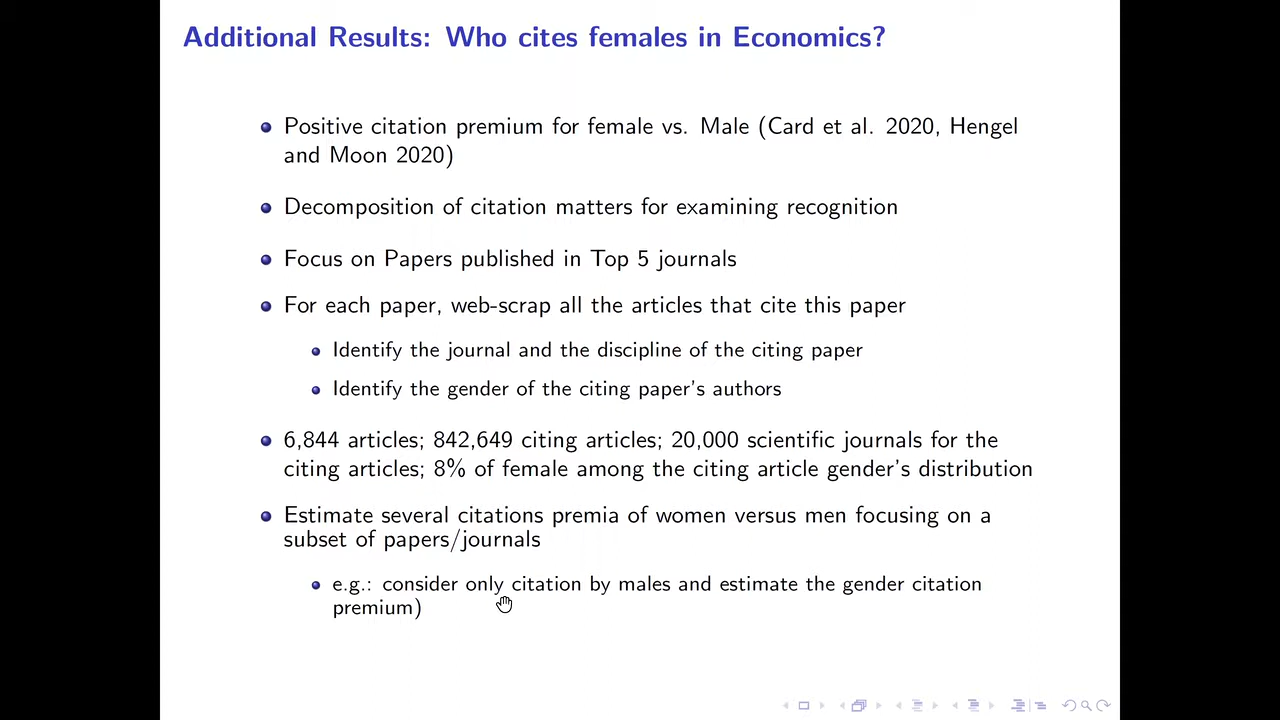 Additional Results: Who cites females in Economics?
Positive citation premium for female vs. Male (Card et al. 2020, Hengel
and Moon 2020)
Decomposition of citation matters for examining recognition
Focus on Papers published in Top 5 journals
For each paper, web-scrap all the articles that cite this paper
Identify the journal and the discipline of the citing paper
Identify the gender of the citing paper's authors
6,844 articles; 842,649 citing articles; 20,000 scientific journals for the
citing articles; 8% of female among the citing article gender's distribution
Estimate several citations premia of women versus men focusing on a
subset of papers/journals
e.g.: consider only citation by males and estimate the gender citation
premium)